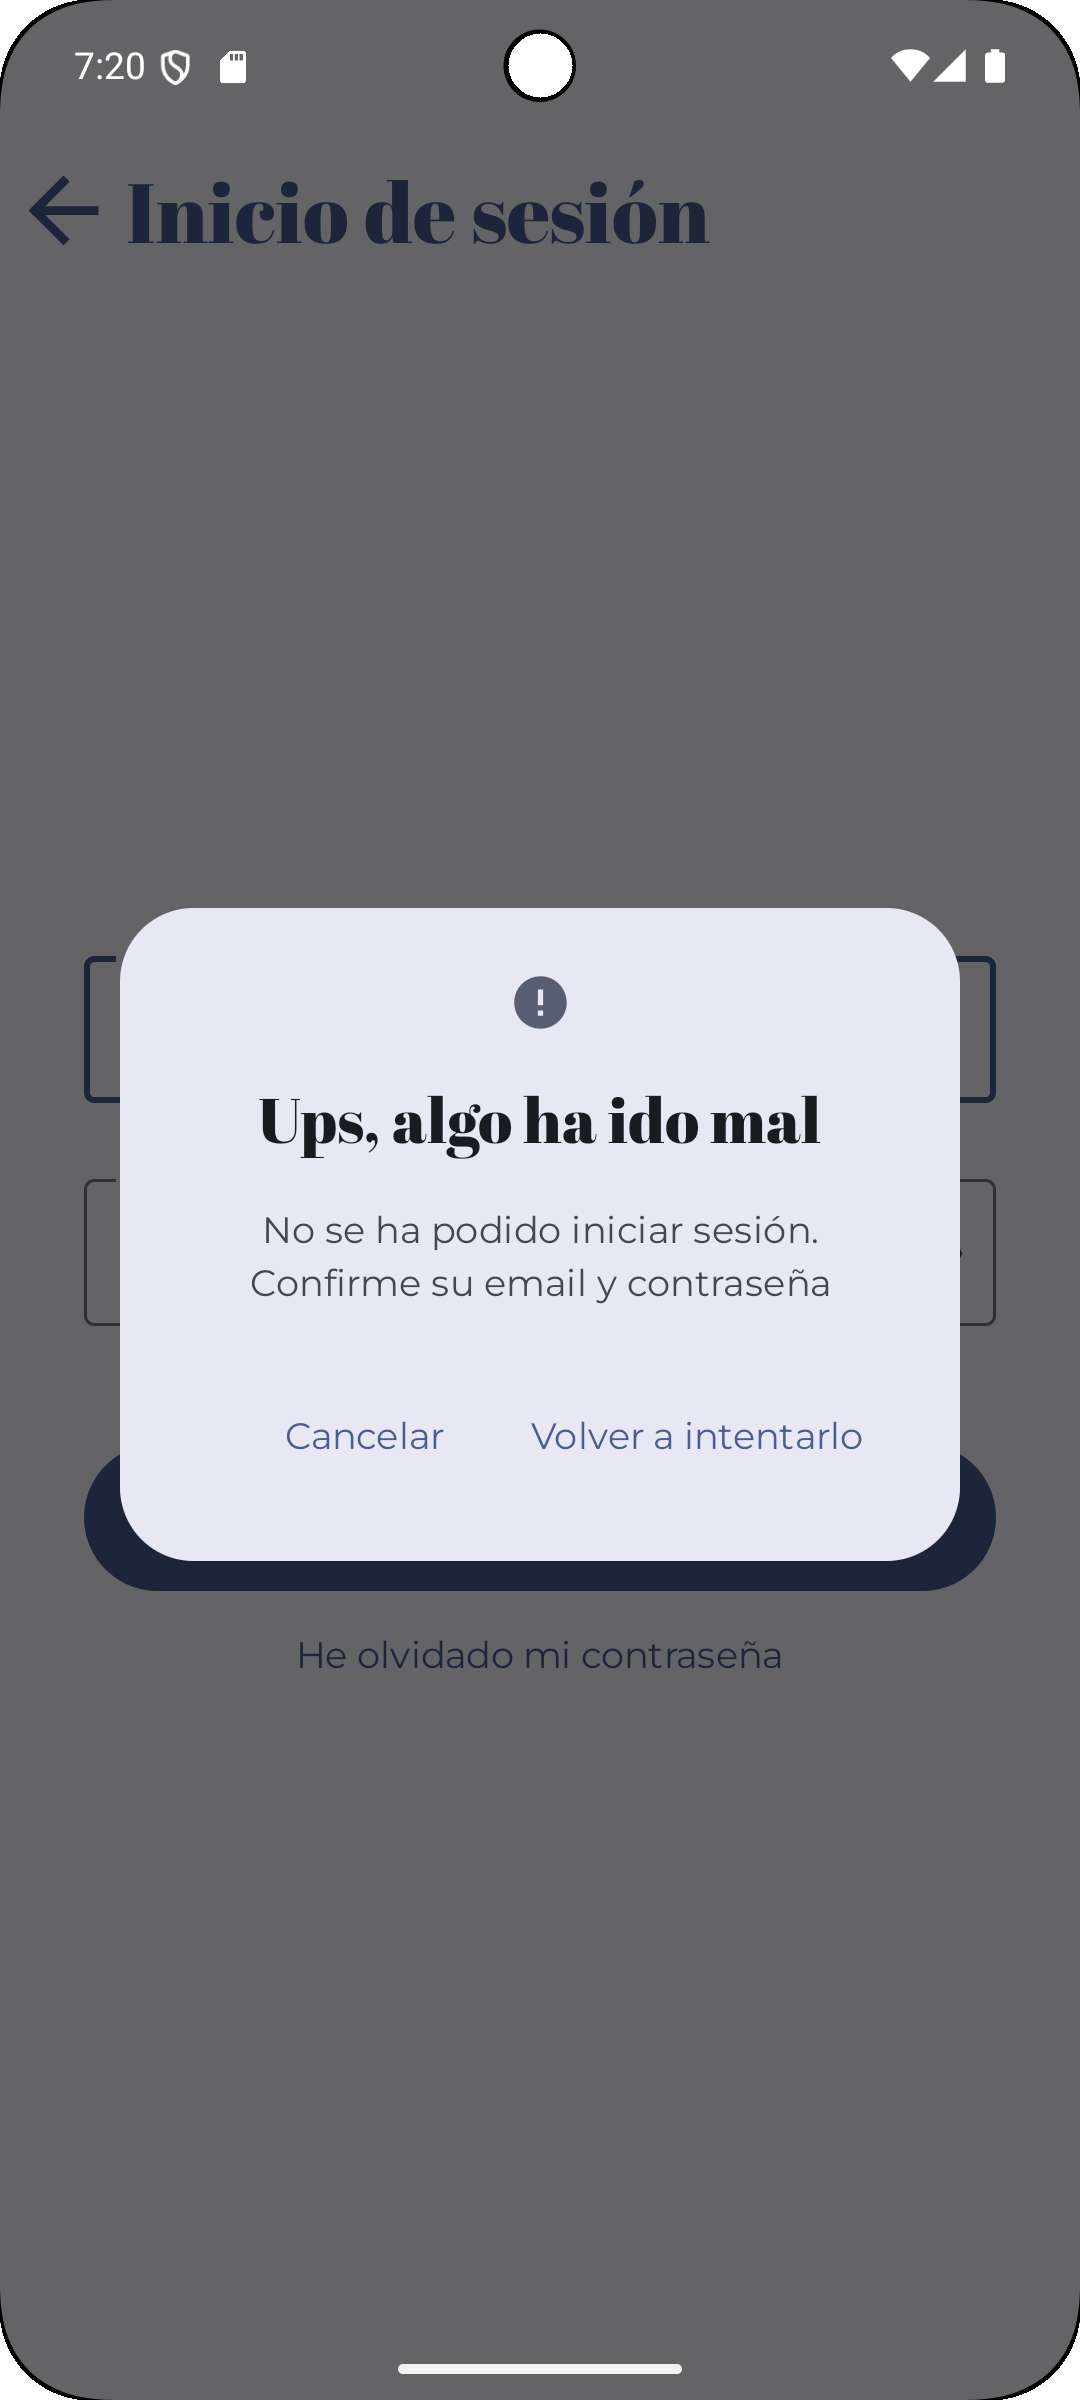 7:20
Inicio de sesión
Ups, algo ha ido mal
No se ha podido iniciar sesión.
Confirme su email y contraseña
Cancelar
Volver a intentarlo
He olvidado mi contraseña